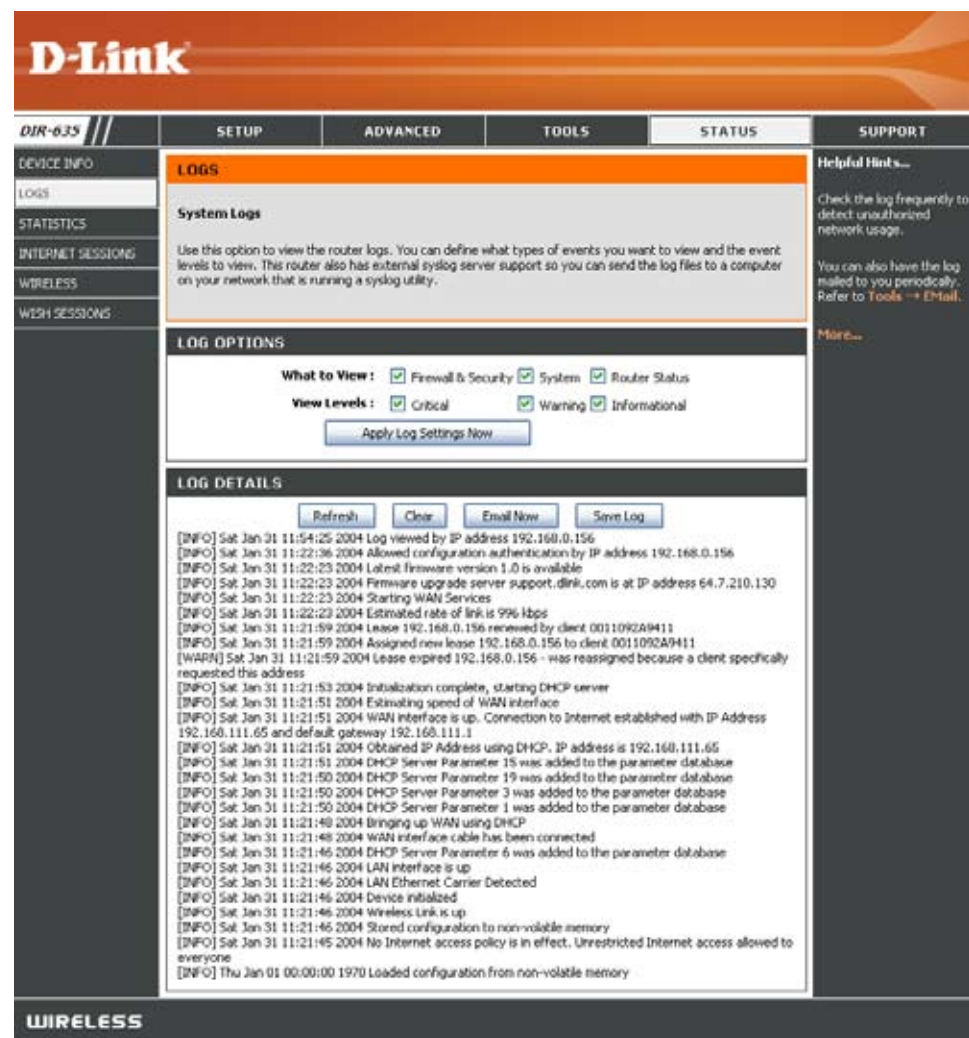 D-Link
DIR-635
SETUP
ADVANCED
TOOLS
STATUS
SUPPORT
DEVICE INFO
LOGS
STATISTICS
INTERNET SESSIONS
WIRELESS
WISH SESSIONS
LOGS
System Logs
Use this option to view the router logs. You can define what types of events you want to view and the event
levels to view. This router also has external syslog server support so you can send the log files to a computer
on your network that is running a syslog utility.
LOG OPTIONS
What to View : Firewall & Security System Router Status
View Levels : Critical Warning Informational
Apply Log Settings Now
LOG DETAILS
Refresh Clear Email Now Save Log
[INFO] Sat Jan 31 11:54:25 2004 Log viewed by IP address 192.168.0.156
[INFO] Sat Jan 31 11:22:36 2004 Allowed configuration authentication by IP address 192.168.0.156
[INFO] Sat Jan 31 11:22:23 2004 Latest firmware version 1.0 is available
[INFO] Sat Jan 31 11:22:23 2004 Firmware upgrade server support.dlink.com is at IP address 64.7.210.130
[INFO] Sat Jan 31 11:22:23 2004 Starting WAN Services
[INFO] Sat Jan 31 11:22:23 2004 Estimated rate of link is 996 kbps
[INFO] Sat Jan 31 11:21:59 2004 Lease 192.168.0.156 renewed by client 0011092A9411
[INFO] Sat Jan 31 11:21:59 2004 Assigned new lease 192.168.0.156 to client 0011092A9411
[WARN] Sat Jan 31 11:21:59 2004 Lease expired 192.168.0.156 - was reassigned because a client specifically
requested this address
[INFO] Sat Jan 31 11:21:53 2004 Initialization complete, starting DHCP server
[INFO] Sat Jan 31 11:21:51 2004 Estimating speed of WAN interface
[INFO] Sat Jan 31 11:21:51 2004 WAN interface is up. Connection to Internet established with IP Address
192.168.111.65 and default gateway 192.168.111.1
[INFO] Sat Jan 31 11:21:51 2004 Obtained IP Address using DHCP. IP address is 192.168.111.65
[INFO] Sat Jan 31 11:21:51 2004 DHCP Server Parameter 15 was added to the parameter database
[INFO] Sat Jan 31 11:21:50 2004 DHCP Server Parameter 19 was added to the parameter database
[INFO] Sat Jan 31 11:21:50 2004 DHCP Server Parameter 3 was added to the parameter database
[INFO] Sat Jan 31 11:21:50 2004 DHCP Server Parameter 1 was added to the parameter database
[INFO] Sat Jan 31 11:21:48 2004 Bringing up WAN using DHCP
[INFO] Sat Jan 31 11:21:48 2004 WAN interface cable has been connected
[INFO] Sat Jan 31 11:21:46 2004 DHCP Server Parameter 6 was added to the parameter database
[INFO] Sat Jan 31 11:21:46 2004 LAN interface is up
[INFO] Sat Jan 31 11:21:46 2004 LAN Ethernet Carrier Detected
[INFO] Sat Jan 31 11:21:46 2004 Device initialized
[INFO] Sat Jan 31 11:21:46 2004 Wireless Link is up
[INFO] Sat Jan 31 11:21:46 2004 Stored configuration to non-volatile memory
[INFO] Sat Jan 31 11:21:45 2004 No Internet access policy is in effect. Unrestricted Internet access allowed to
everyone
[INFO] Thu Jan 01 00:00:00 1970 Loaded configuration from non-volatile memory
Helpful Hints...
Check the log frequently to
detect unauthorized
network usage.
You can also have the log
mailed to you periodically.
Refer to Tools → EMail.
More...
WIRELESS